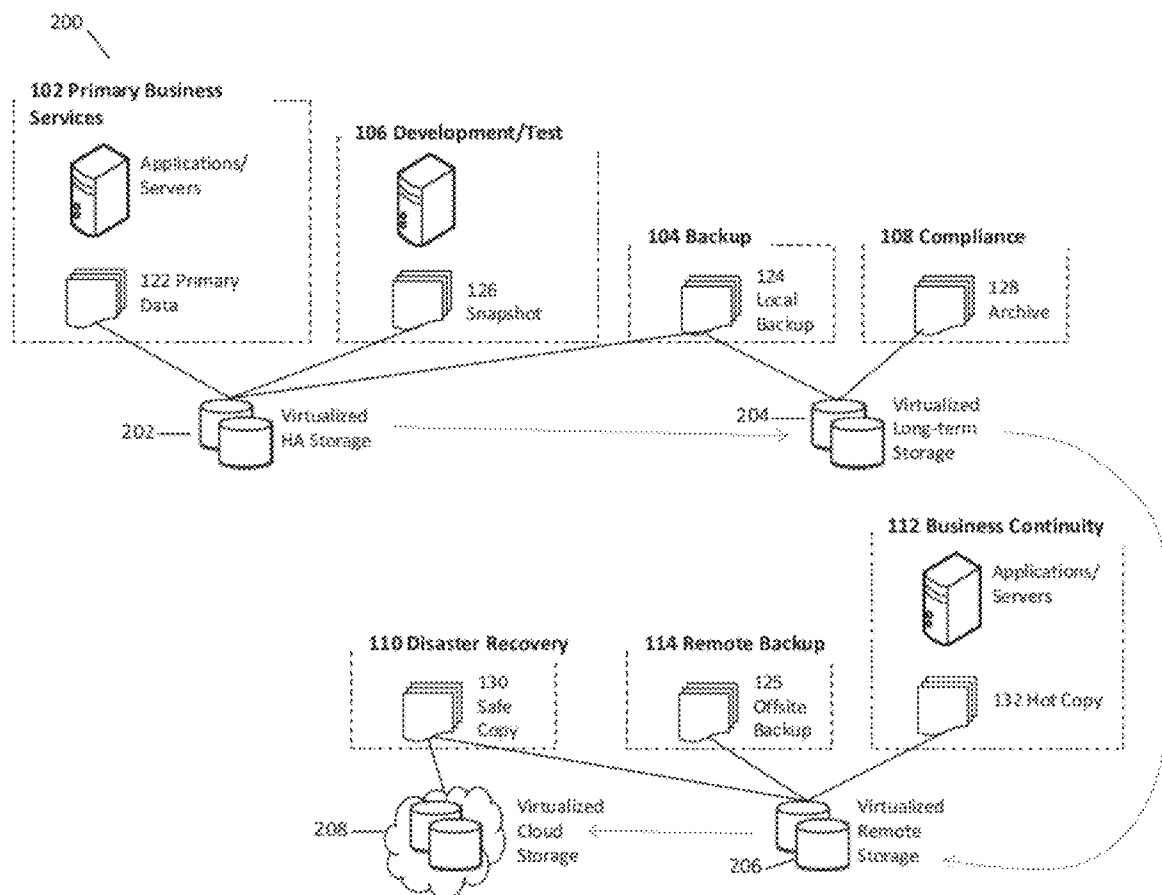 200
102 Primary Business
Services
Applications/
Servers
122 Primary
Data
106 Development/Test
126
Snapshot
104 Backup
124
Local
Backup
108 Compliance
128
Archive
202
Virtualized
HA Storage
204
Virtualized
Long-term
Storage
112 Business Continuity
Applications/
Servers
132 Hot Copy
110 Disaster Recovery
130
Safe
Copy
114 Remote Backup
125
Offsite
Backup
208
Virtualized
Cloud
Storage
206
Virtualized
Remote
Storage